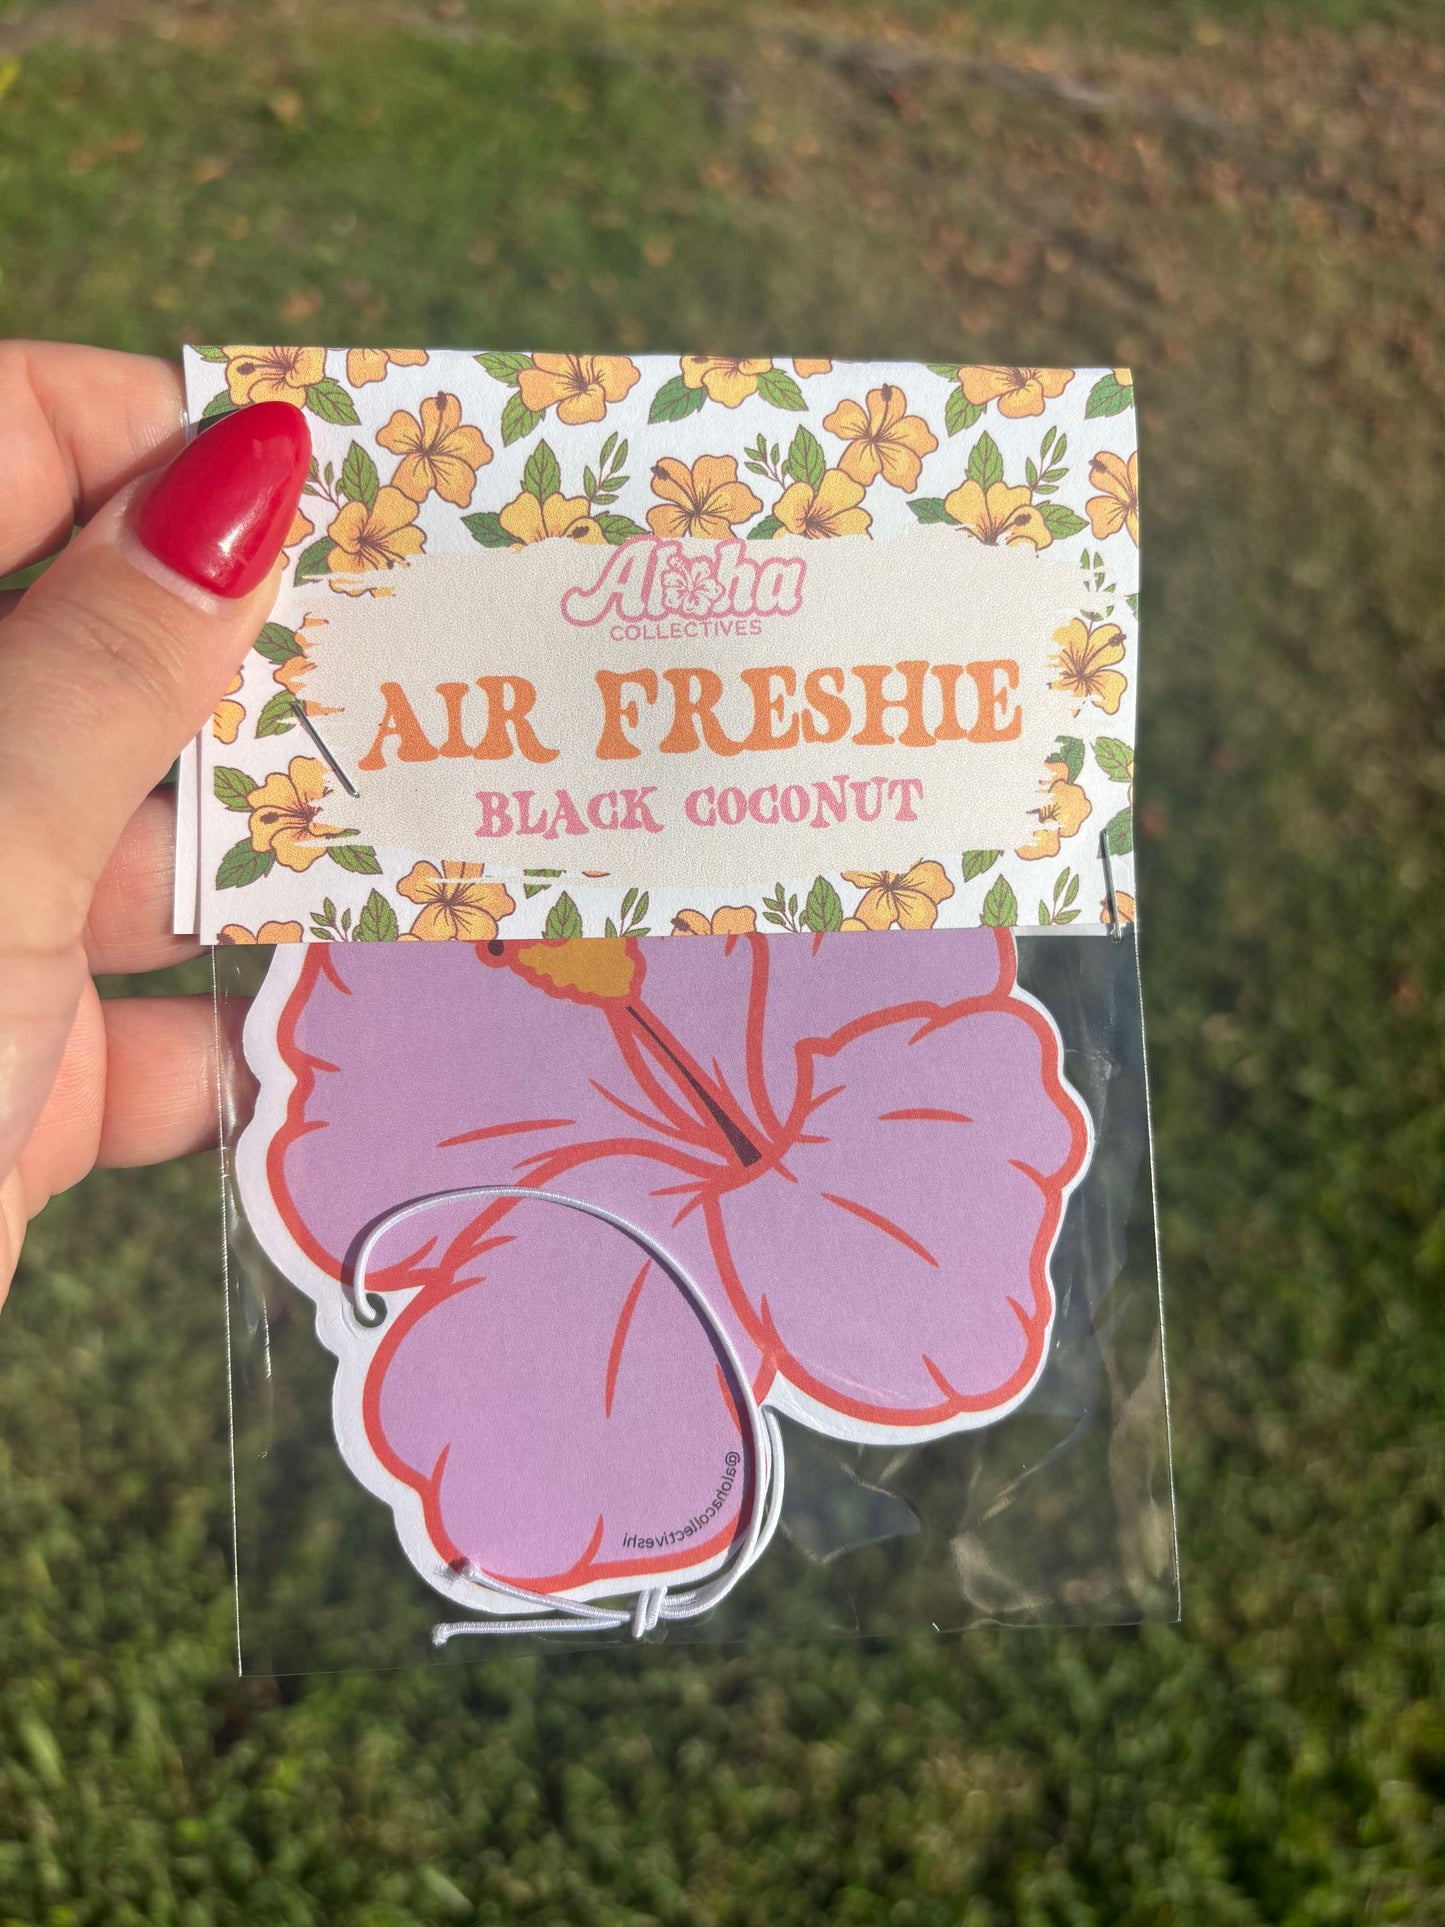 Aloha
COLLECTIVES
AIR FRESHIE
BLACK COCONUT
@alohacollectiveshi